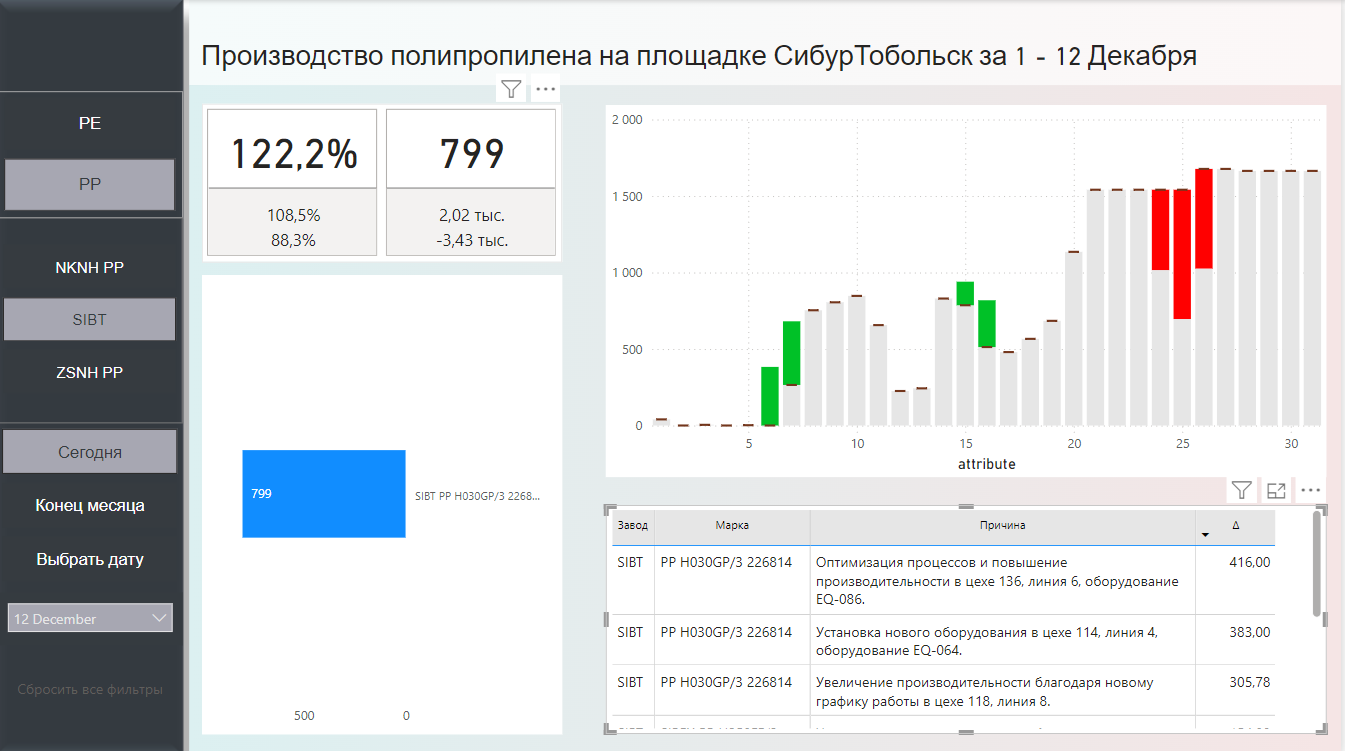 Производство полипропилена на площадке СибурТобольск за 1 - 12 Декабря
PE
PP
NKNH PP
SIBT
ZSNH PP
Сегодня
Конец месяца
Выбрать дату
12 December
Сбросить все фильтры
122,2%
108,5%
88,3%
799
2,02 тыс.
-3,43 тыс.
799
SIBT PP H030GP/3 2268...
500 0
2 000
1 500
1 000
500
0
5 10 15 20 25 30
attribute
Завод Марка Причина Δ
SIBT PP H030GP/3 226814 Оптимизация процессов и повышение 416,00
производительности в цехе 136, линия 6, оборудование
EQ-086.
SIBT PP H030GP/3 226814 Установка нового оборудования в цехе 114, линия 4, 383,00
оборудование EQ-064.
SIBT PP H030GP/3 226814 Увеличение производительности благодаря новому 305,78
графику работы в цехе 118, линия 8.